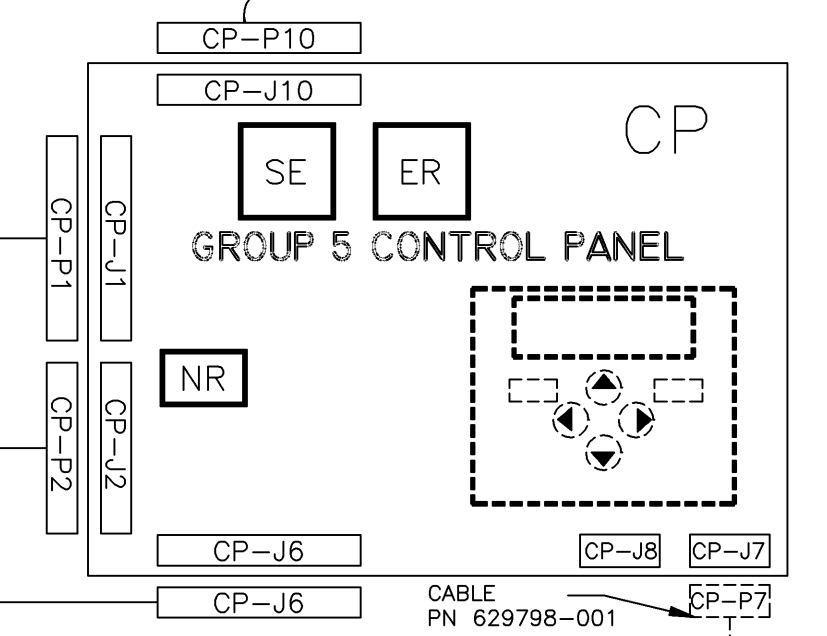 CP-P10
CP-J10
CP
SE
ER
CP-P1
CP-J1
GROUP 5 CONTROL PANEL
NR
CP-P2
CP-J2
CP-J6
CP-J8
CP-J7
CP-J6
CABLE
PN 629798-001
CP-P7